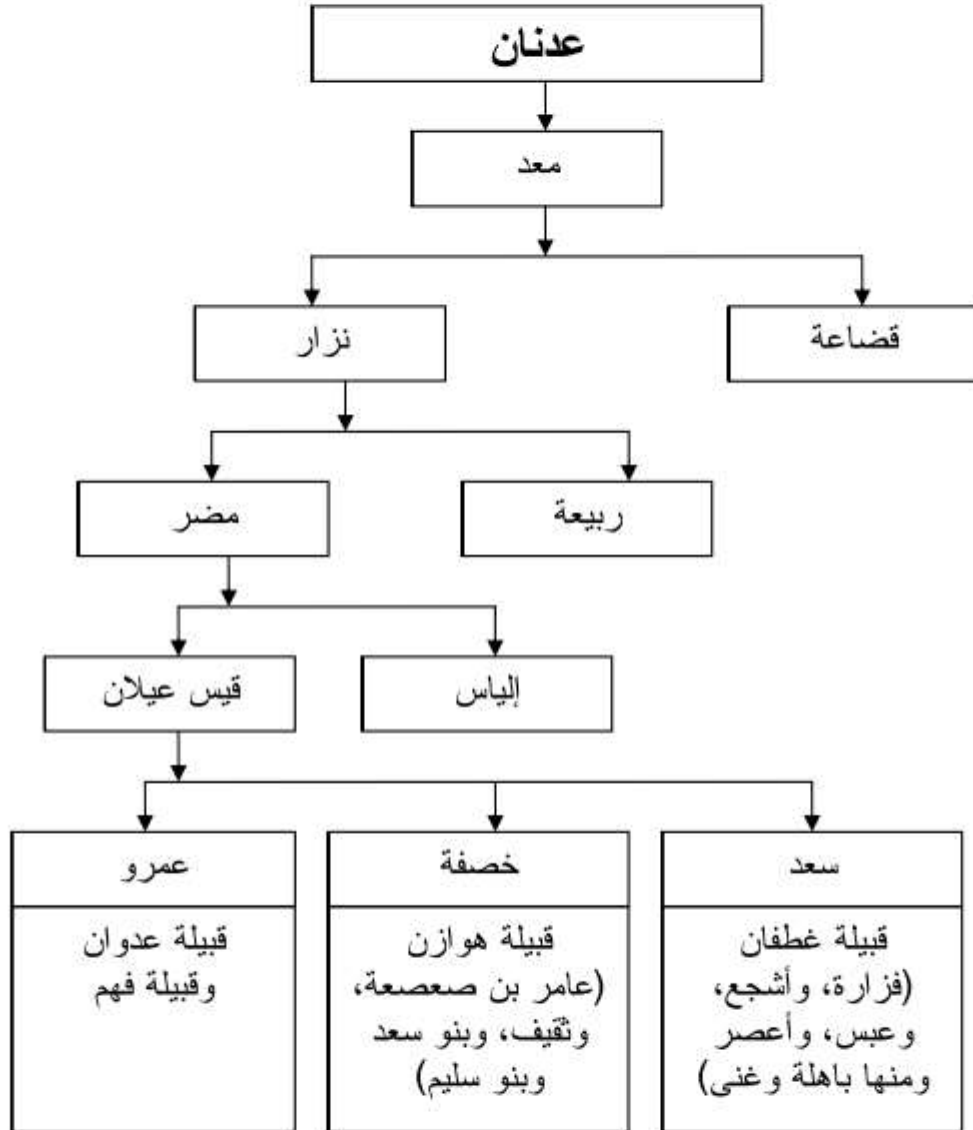 عدنان
معد
قضاعة
نزار
ربيعة
مضر
إلياس
قيس عيلان
سعد
قبيلة غطفان
(فزارة، وأشجع،
وعبس، وأعصر
ومنها باهلة وغنى)
خصفة
قبيلة هوازن
(عامر بن صعصعة،
وثقيف، وبنو سعد
وبنو سليم)
عمرو
قبيلة عدوان
وقبيلة فهم